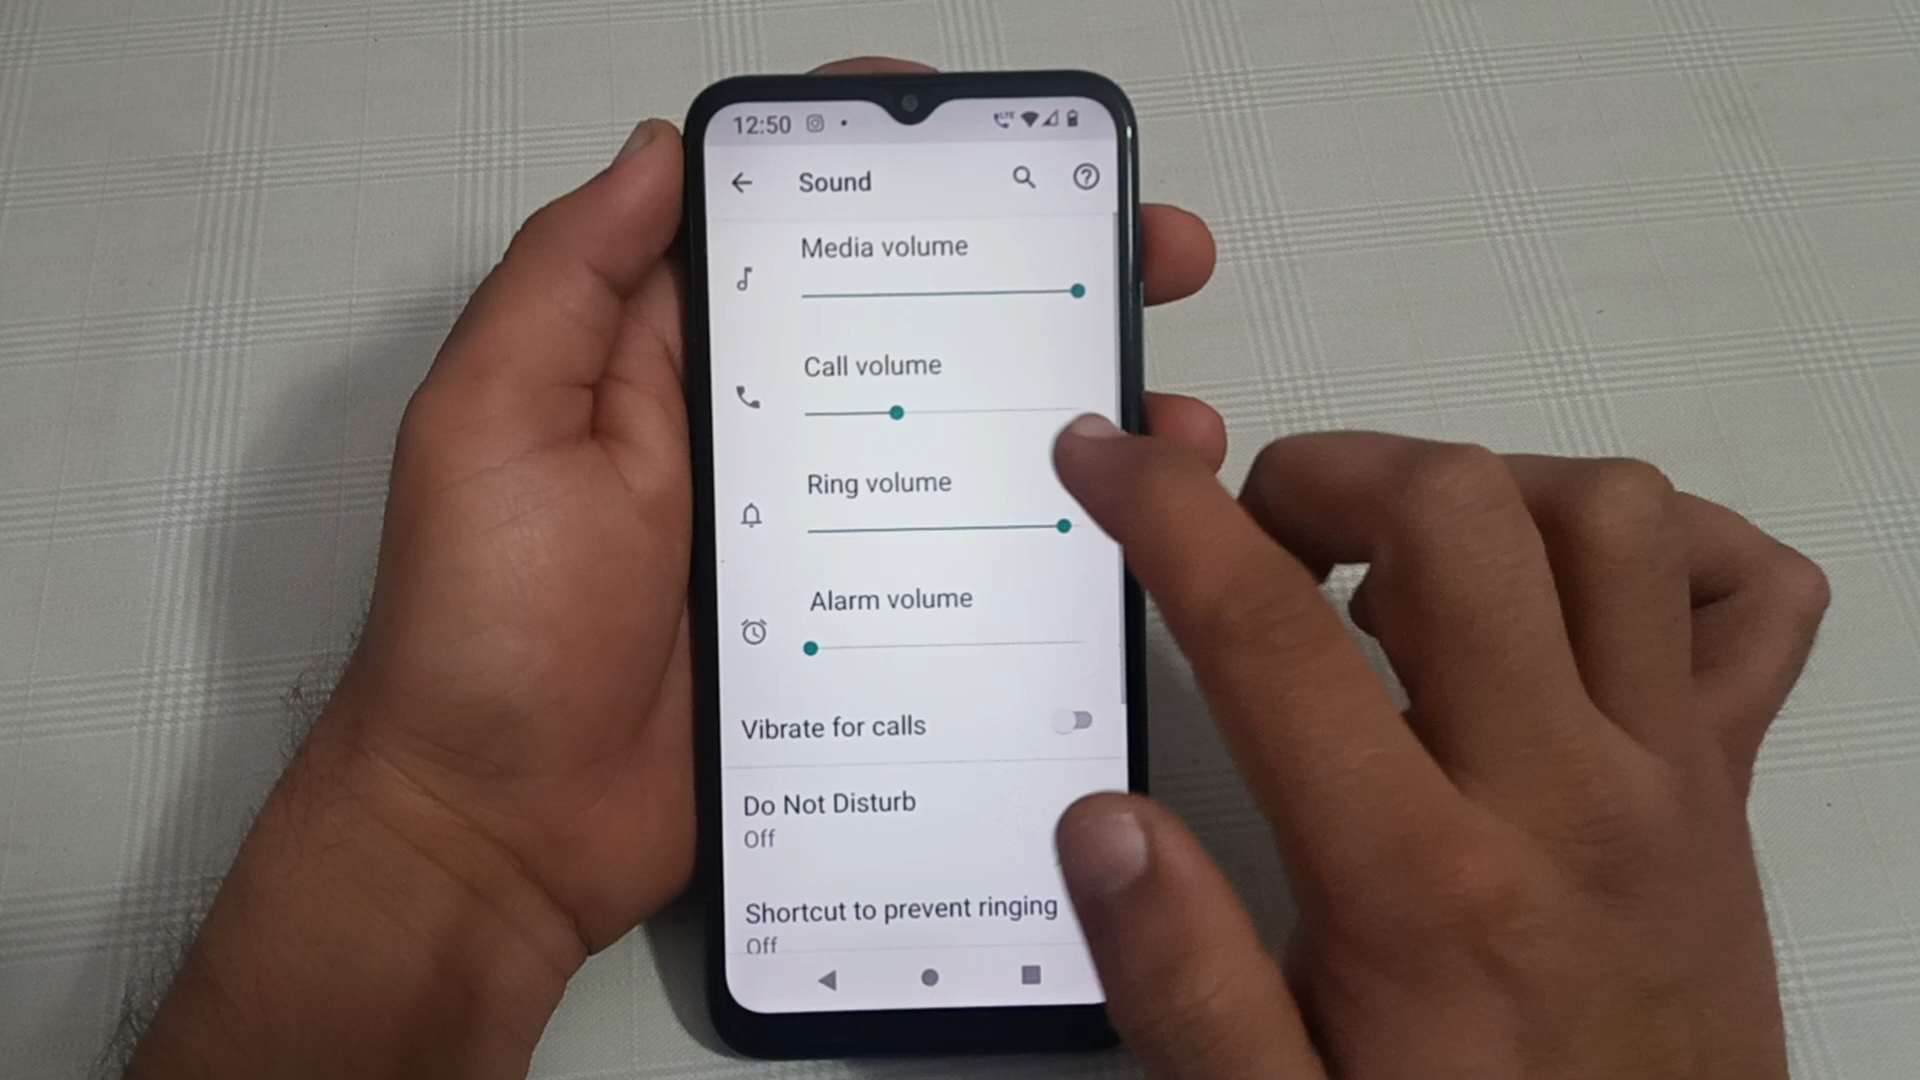 12:50
Sound
Media volume
Call volume
Ring volume
Alarm volume
Vibrate for calls
Do Not Disturb
Off
Shortcut to prevent ringing
Off